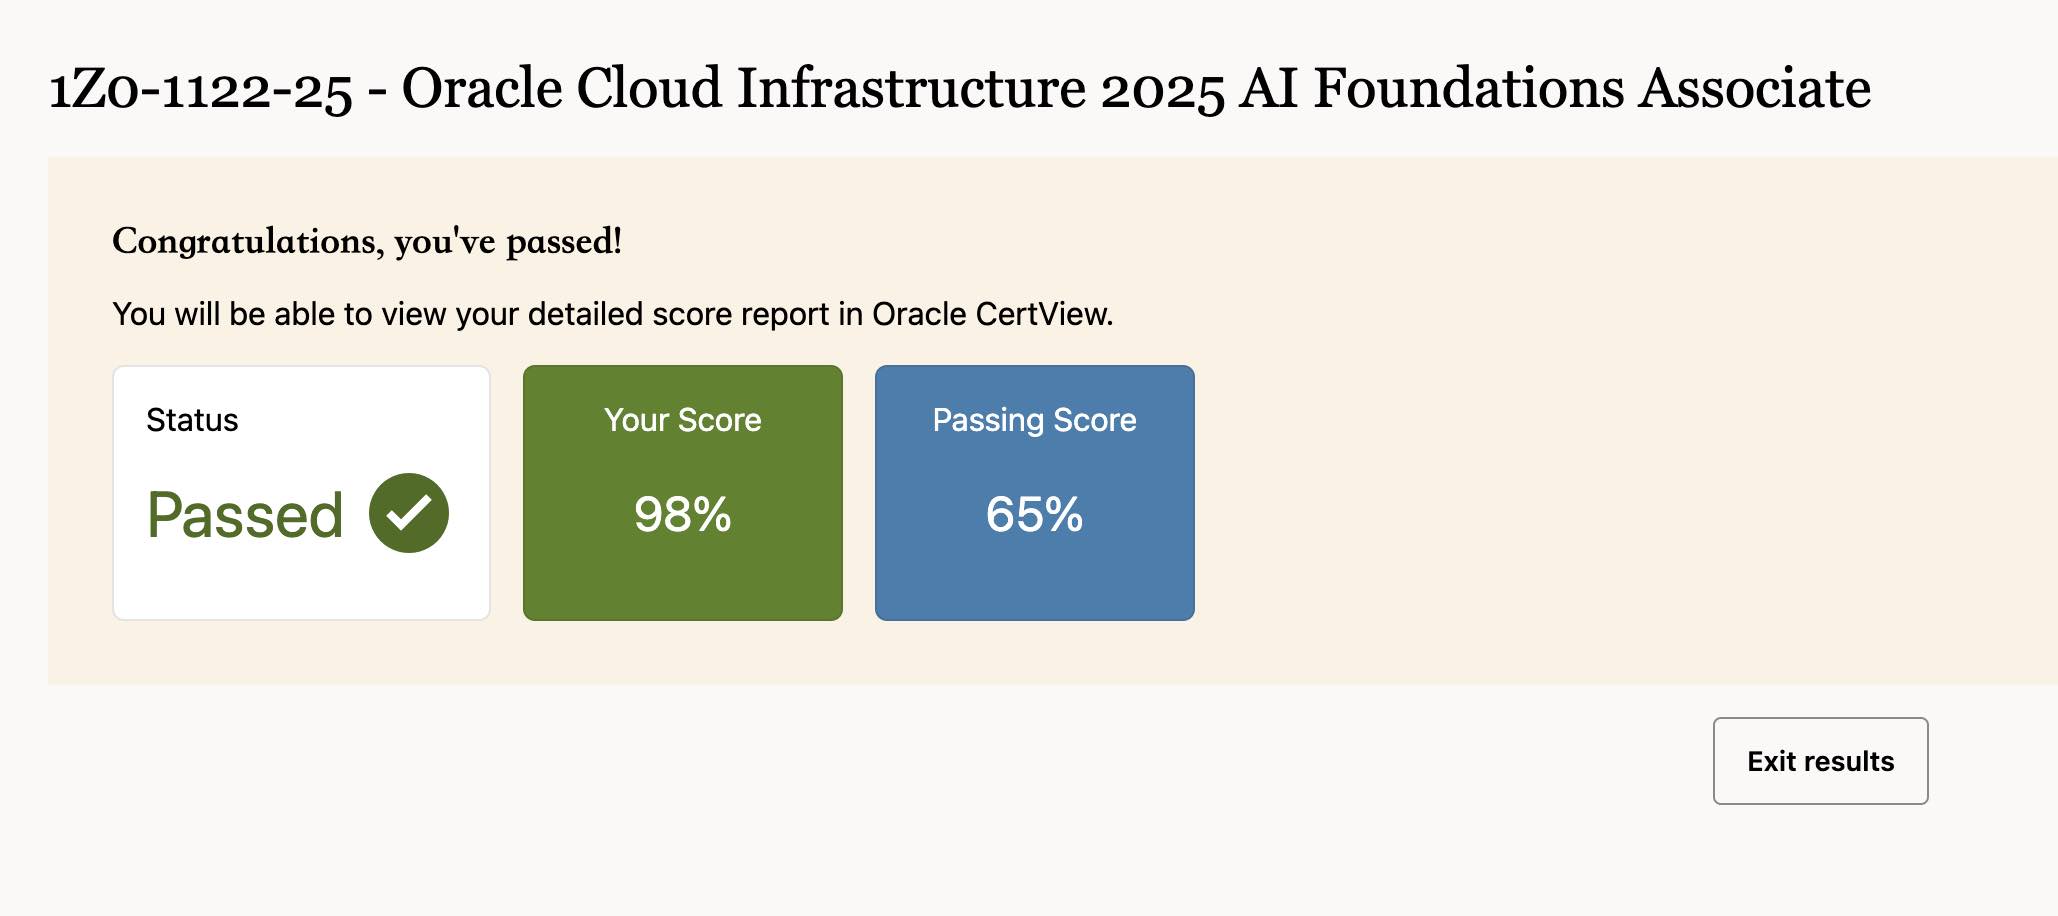 1Z0-1122-25 - Oracle Cloud Infrastructure 2025 AI Foundations Associate
Congratulations, you've passed!
You will be able to view your detailed score report in Oracle CertView.
Status
Passed
Your Score
98%
Passing Score
65%
Exit results